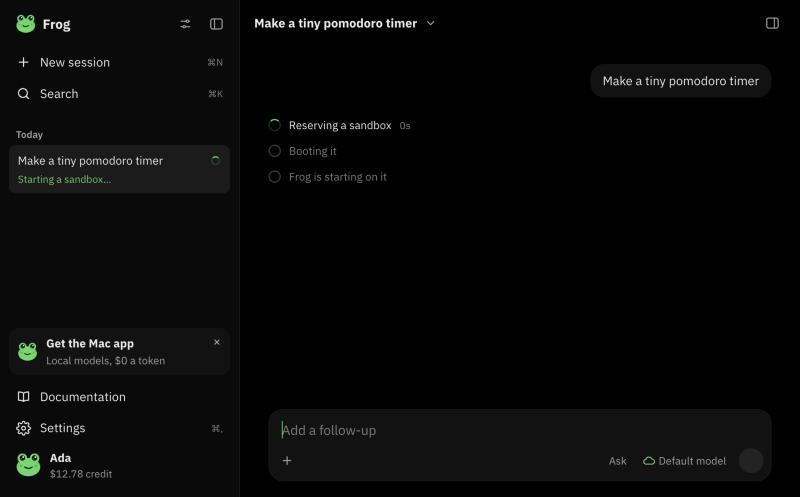 Frog
New session ⌘N
Search ⌘K
Today
Make a tiny pomodoro timer
Starting a sandbox...
Get the Mac app
Local models, $0 a token
Documentation
Settings ⌘,
Ada
$12.78 credit
Make a tiny pomodoro timer
Make a tiny pomodoro timer
Reserving a sandbox 0s
Booting it
Frog is starting on it
Add a follow-up
Ask Default model